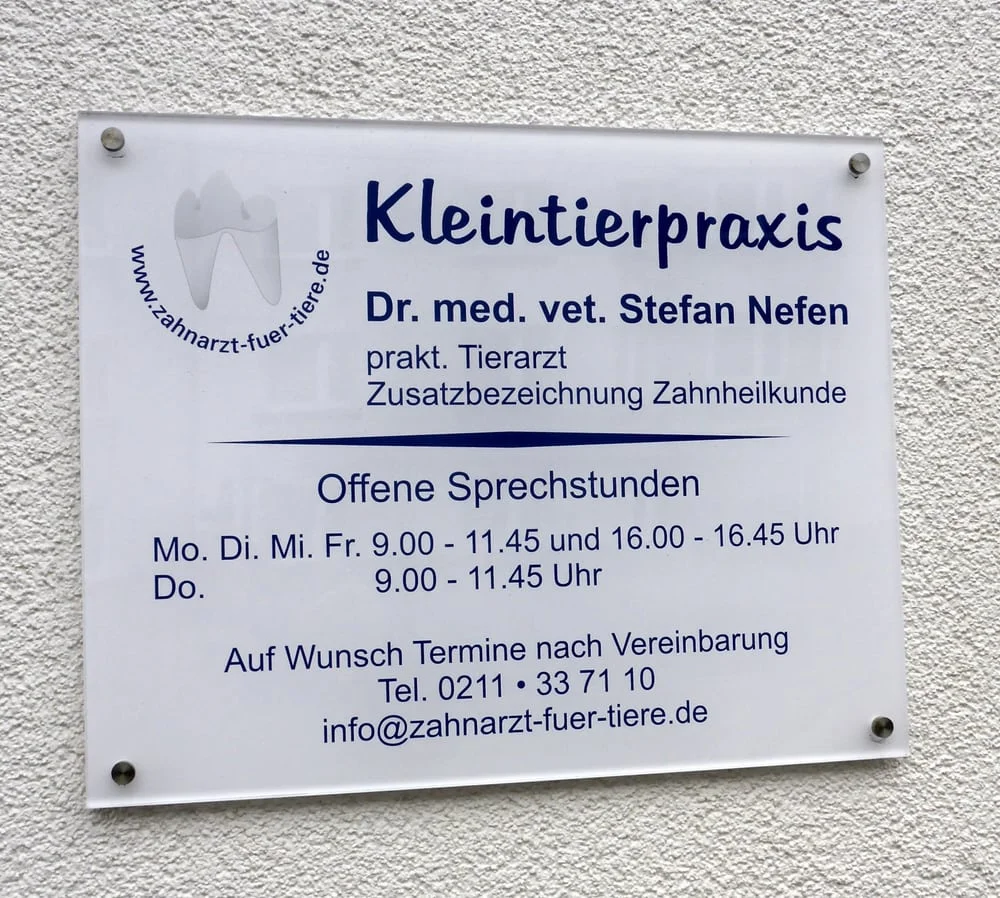 www.zahnarzt-fuer-tiere.de
Kleintierpraxis
Dr. med. vet. Stefan Nefen
prakt. Tierarzt
Zusatzbezeichnung Zahnheilkunde
Offene Sprechstunden
Mo. Di. Mi. Fr. 9.00 - 11.45 und 16.00 - 16.45 Uhr
Do. 9.00 - 11.45 Uhr
Auf Wunsch Termine nach Vereinbarung
Tel. 0211 • 33 71 10
info@zahnarzt-fuer-tiere.de